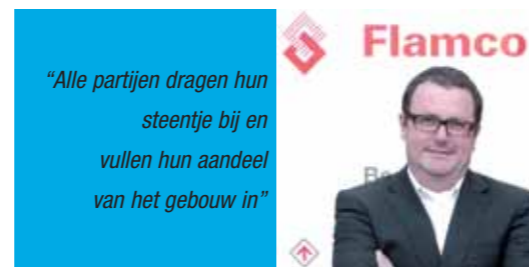 “Alle partijen dragen hun
steentje bij en
vullen hun aandeel
van het gebouw in”
Flamco